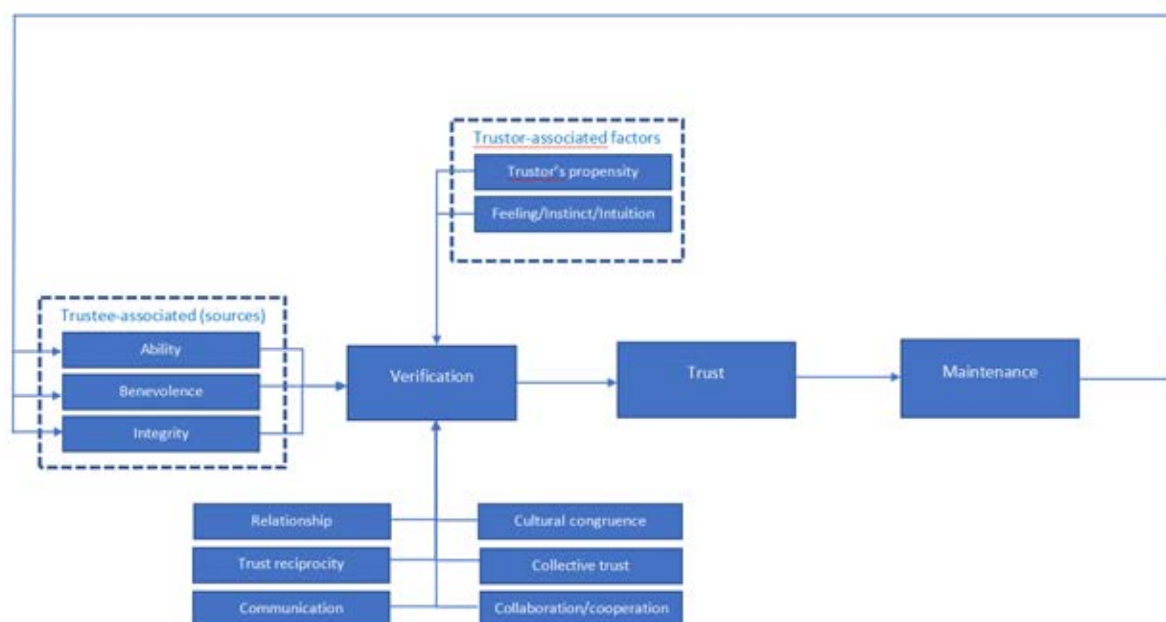 Trustor-associated factors
Trustor's propensity
Feeling/Instinct/Intuition
Trustee-associated (sources)
Ability
Benevolence
Integrity
Verification
Trust
Maintenance
Relationship
Cultural congruence
Trust reciprocity
Collective trust
Communication
Collaboration/cooperation